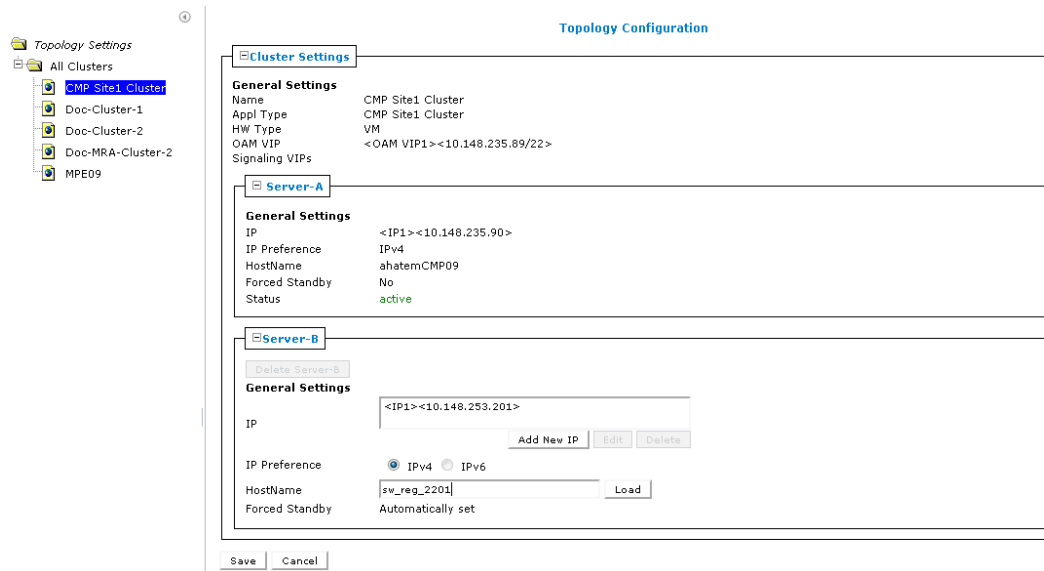 Topology Settings
All Clusters
CMP Site1 Cluster
Doc-Cluster-1
Doc-Cluster-2
Doc-MRA-Cluster-2
MPE09
Topology Configuration
Cluster Settings
General Settings
Name CMP Site1 Cluster
Appl Type CMP Site1 Cluster
HW Type VM
OAM VIP <OAM VIP1><10.148.235.89/22>
Signaling VIPs
Server-A
General Settings
IP <IP1><10.148.235.90>
IP Preference IPv4
HostName ahatemCMP09
Forced Standby No
Status active
Server-B
Delete Server-B
General Settings
IP <IP1><10.148.253.201>
Add New IP Edit Delete
IP Preference IPv4 IPv6
HostName sw_reg_2201 Load
Forced Standby Automatically set
Save Cancel